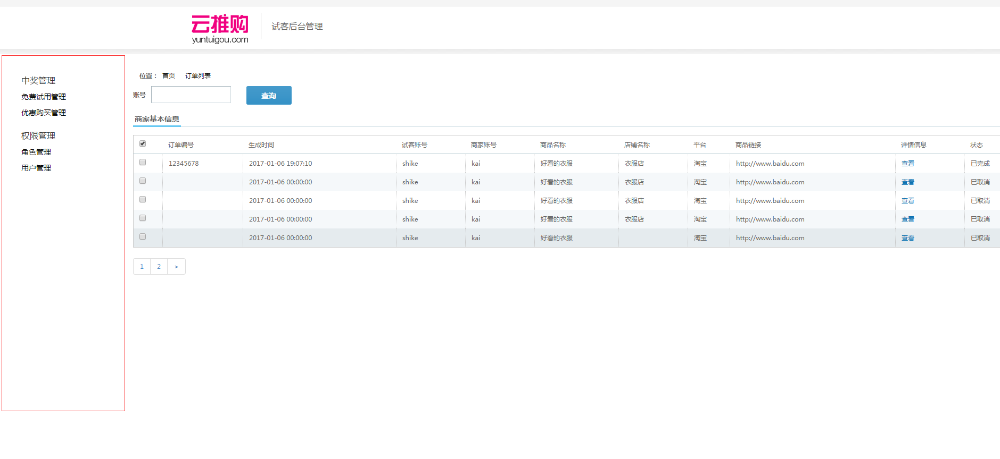 云推购
yuntuigou.com
试客后台管理
中奖管理
免费试用管理
优惠购买管理
权限管理
角色管理
用户管理
位置： 首页 订单列表
账号 查询
商家基本信息
订单编号 生成时间 试客账号 商家账号 商品名称 店铺名称 平台 商品链接 详情信息 状态
12345678 2017-01-06 19:07:10 shike kai 好看的衣服 衣服店 淘宝 http://www.baidu.com 查看 已完成
2017-01-06 00:00:00 shike kai 好看的衣服 衣服店 淘宝 http://www.baidu.com 查看 已取消
2017-01-06 00:00:00 shike kai 好看的衣服 衣服店 淘宝 http://www.baidu.com 查看 已取消
2017-01-06 00:00:00 shike kai 好看的衣服 衣服店 淘宝 http://www.baidu.com 查看 已取消
2017-01-06 00:00:00 shike kai 好看的衣服 淘宝 http://www.baidu.com 查看 已取消
1 2 >